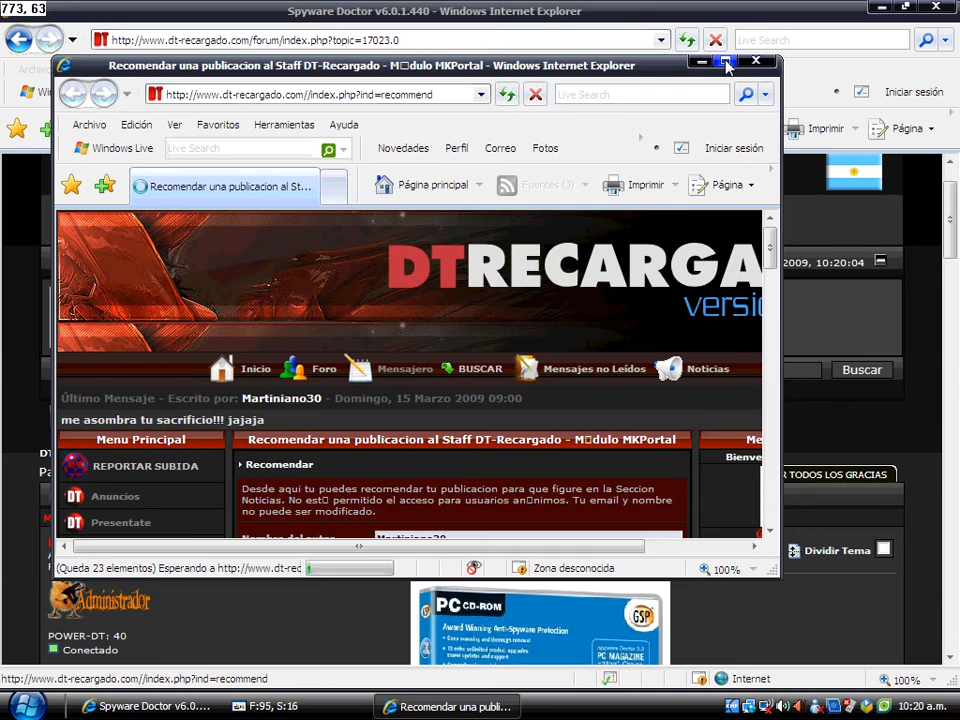 773, 63
Spyware Doctor v6.0.1.440 - Windows Internet Explorer
http://www.dt-recargado.com/forum/index.php?topic=17023.0
Live Search
Recomendar una publicacion al Staff DT-Recargado - M□dulo MKPortal - Windows Internet Explorer
http://www.dt-recargado.com/index.php?ind=recommend
Live Search
Iniciar sesión
Archivo Edición Ver Favoritos Herramientas Ayuda
Imprimir Página
Windows Live
Live Search
Novedades Perfil Correo Fotos
Iniciar sesión
Recomendar una publicacion al St...
Página principal
Fuentes (J)
Imprimir
Página
DTRECARGA
versio
2009, 10:20:04
Inicio Foro Mensajero BUSCAR Mensajes no Leídos Noticias
Buscar
Último Mensaje - Escrito por: Martiniano30 - Domingo, 15 Marzo 2009 09:00
me asombra tu sacrificio!!! jajaja
Menu Principal
Recomendar una publicacion al Staff DT-Recargado - M□dulo MKPortal
Me
Bienve
REPORTAR SUBIDA
Recomendar
R TODOS LOS GRACIAS
Anuncios
Desde aqui tu puedes recomendar tu publicacion para que figure en la Seccion
Noticias. No est□ permitido el acceso para usuarios an□nimos. Tu email y nombre
no puede ser modificado.
Presentate
Nombre del autor
Martiniano30
Dividir Tema
(Queda 23 elementos) Esperando a http://www.dt-rec
Zona desconocida
100%
Administrador
PC CD-ROM
GSP
Award Winning Anti-Spyware Protection
PC MAGAZINE
POWER-DT: 40
Conectado
http://www.dt-recargado.com//index.php?ind=recommend
Internet
100%
Spyware Doctor v6.0....
F:95, S:16
Recomendar una publi...
10:20 a.m.